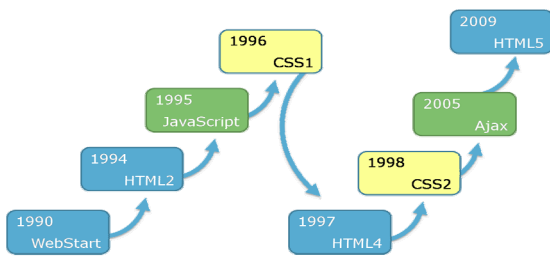 1990
WebStart
1994
HTML2
1995
JavaScript
1996
CSS1
1997
HTML4
1998
CSS2
2005
Ajax
2009
HTML5